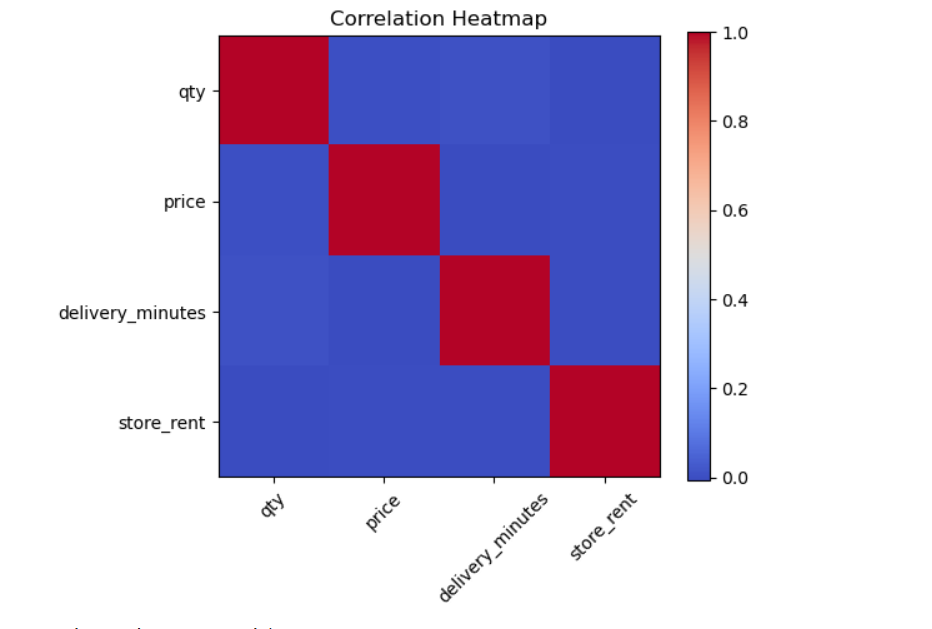 Correlation Heatmap
1.0
qty
0.8
price
0.6
delivery_minutes
0.4
0.2
store_rent
0.0
qty
price
delivery_minutes
store_rent